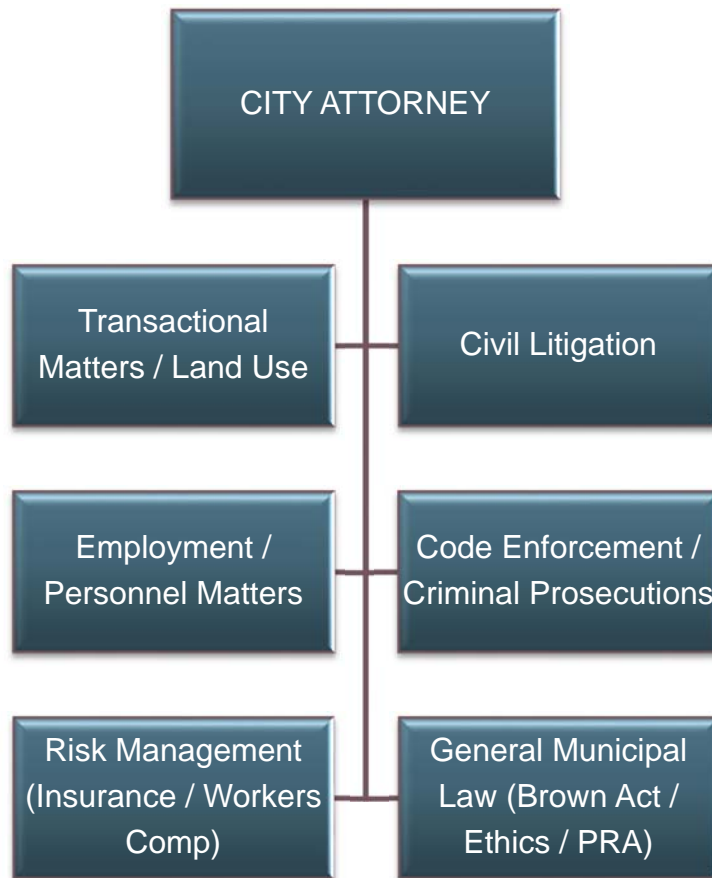 CITY ATTORNEY
Transactional
Matters / Land Use
Civil Litigation
Employment /
Personnel Matters
Code Enforcement /
Criminal Prosecutions
Risk Management
(Insurance / Workers
Comp)
General Municipal
Law (Brown Act /
Ethics / PRA)